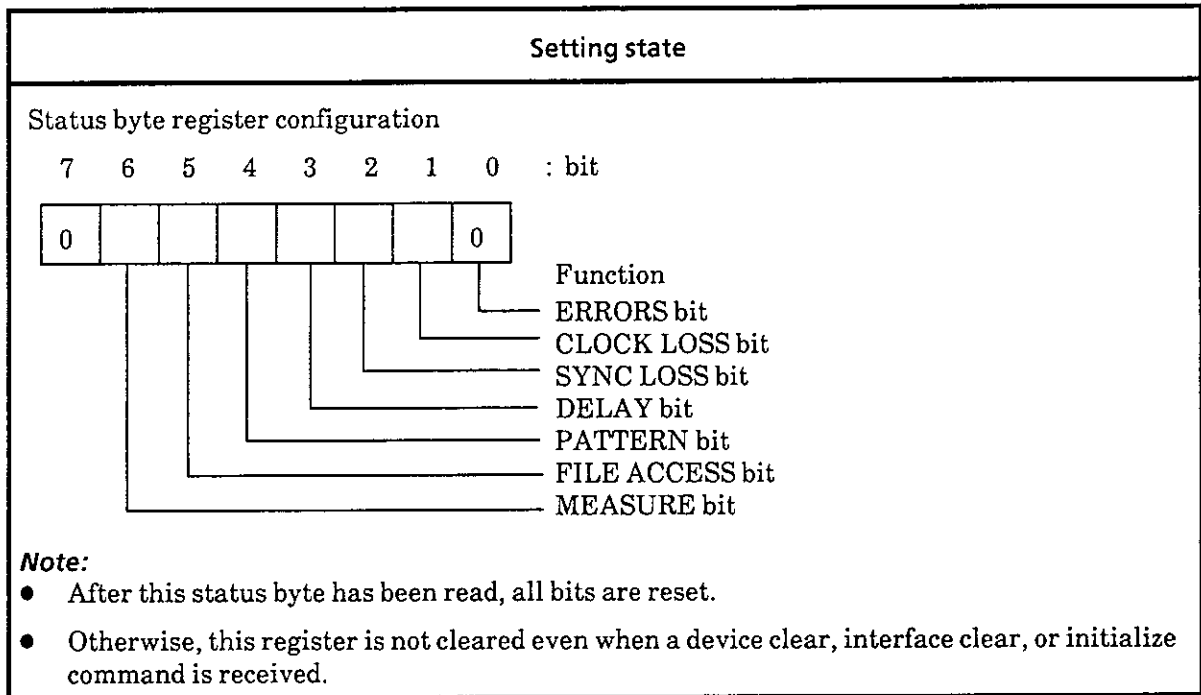 Setting state
Status byte register configuration
7 6 5 4 3 2 1 0 : bit
0 0
Function
ERRORS bit
CLOCK LOSS bit
SYNC LOSS bit
DELAY bit
PATTERN bit
FILE ACCESS bit
MEASURE bit
Note:
● After this status byte has been read, all bits are reset.
● Otherwise, this register is not cleared even when a device clear, interface clear, or initialize
command is received.